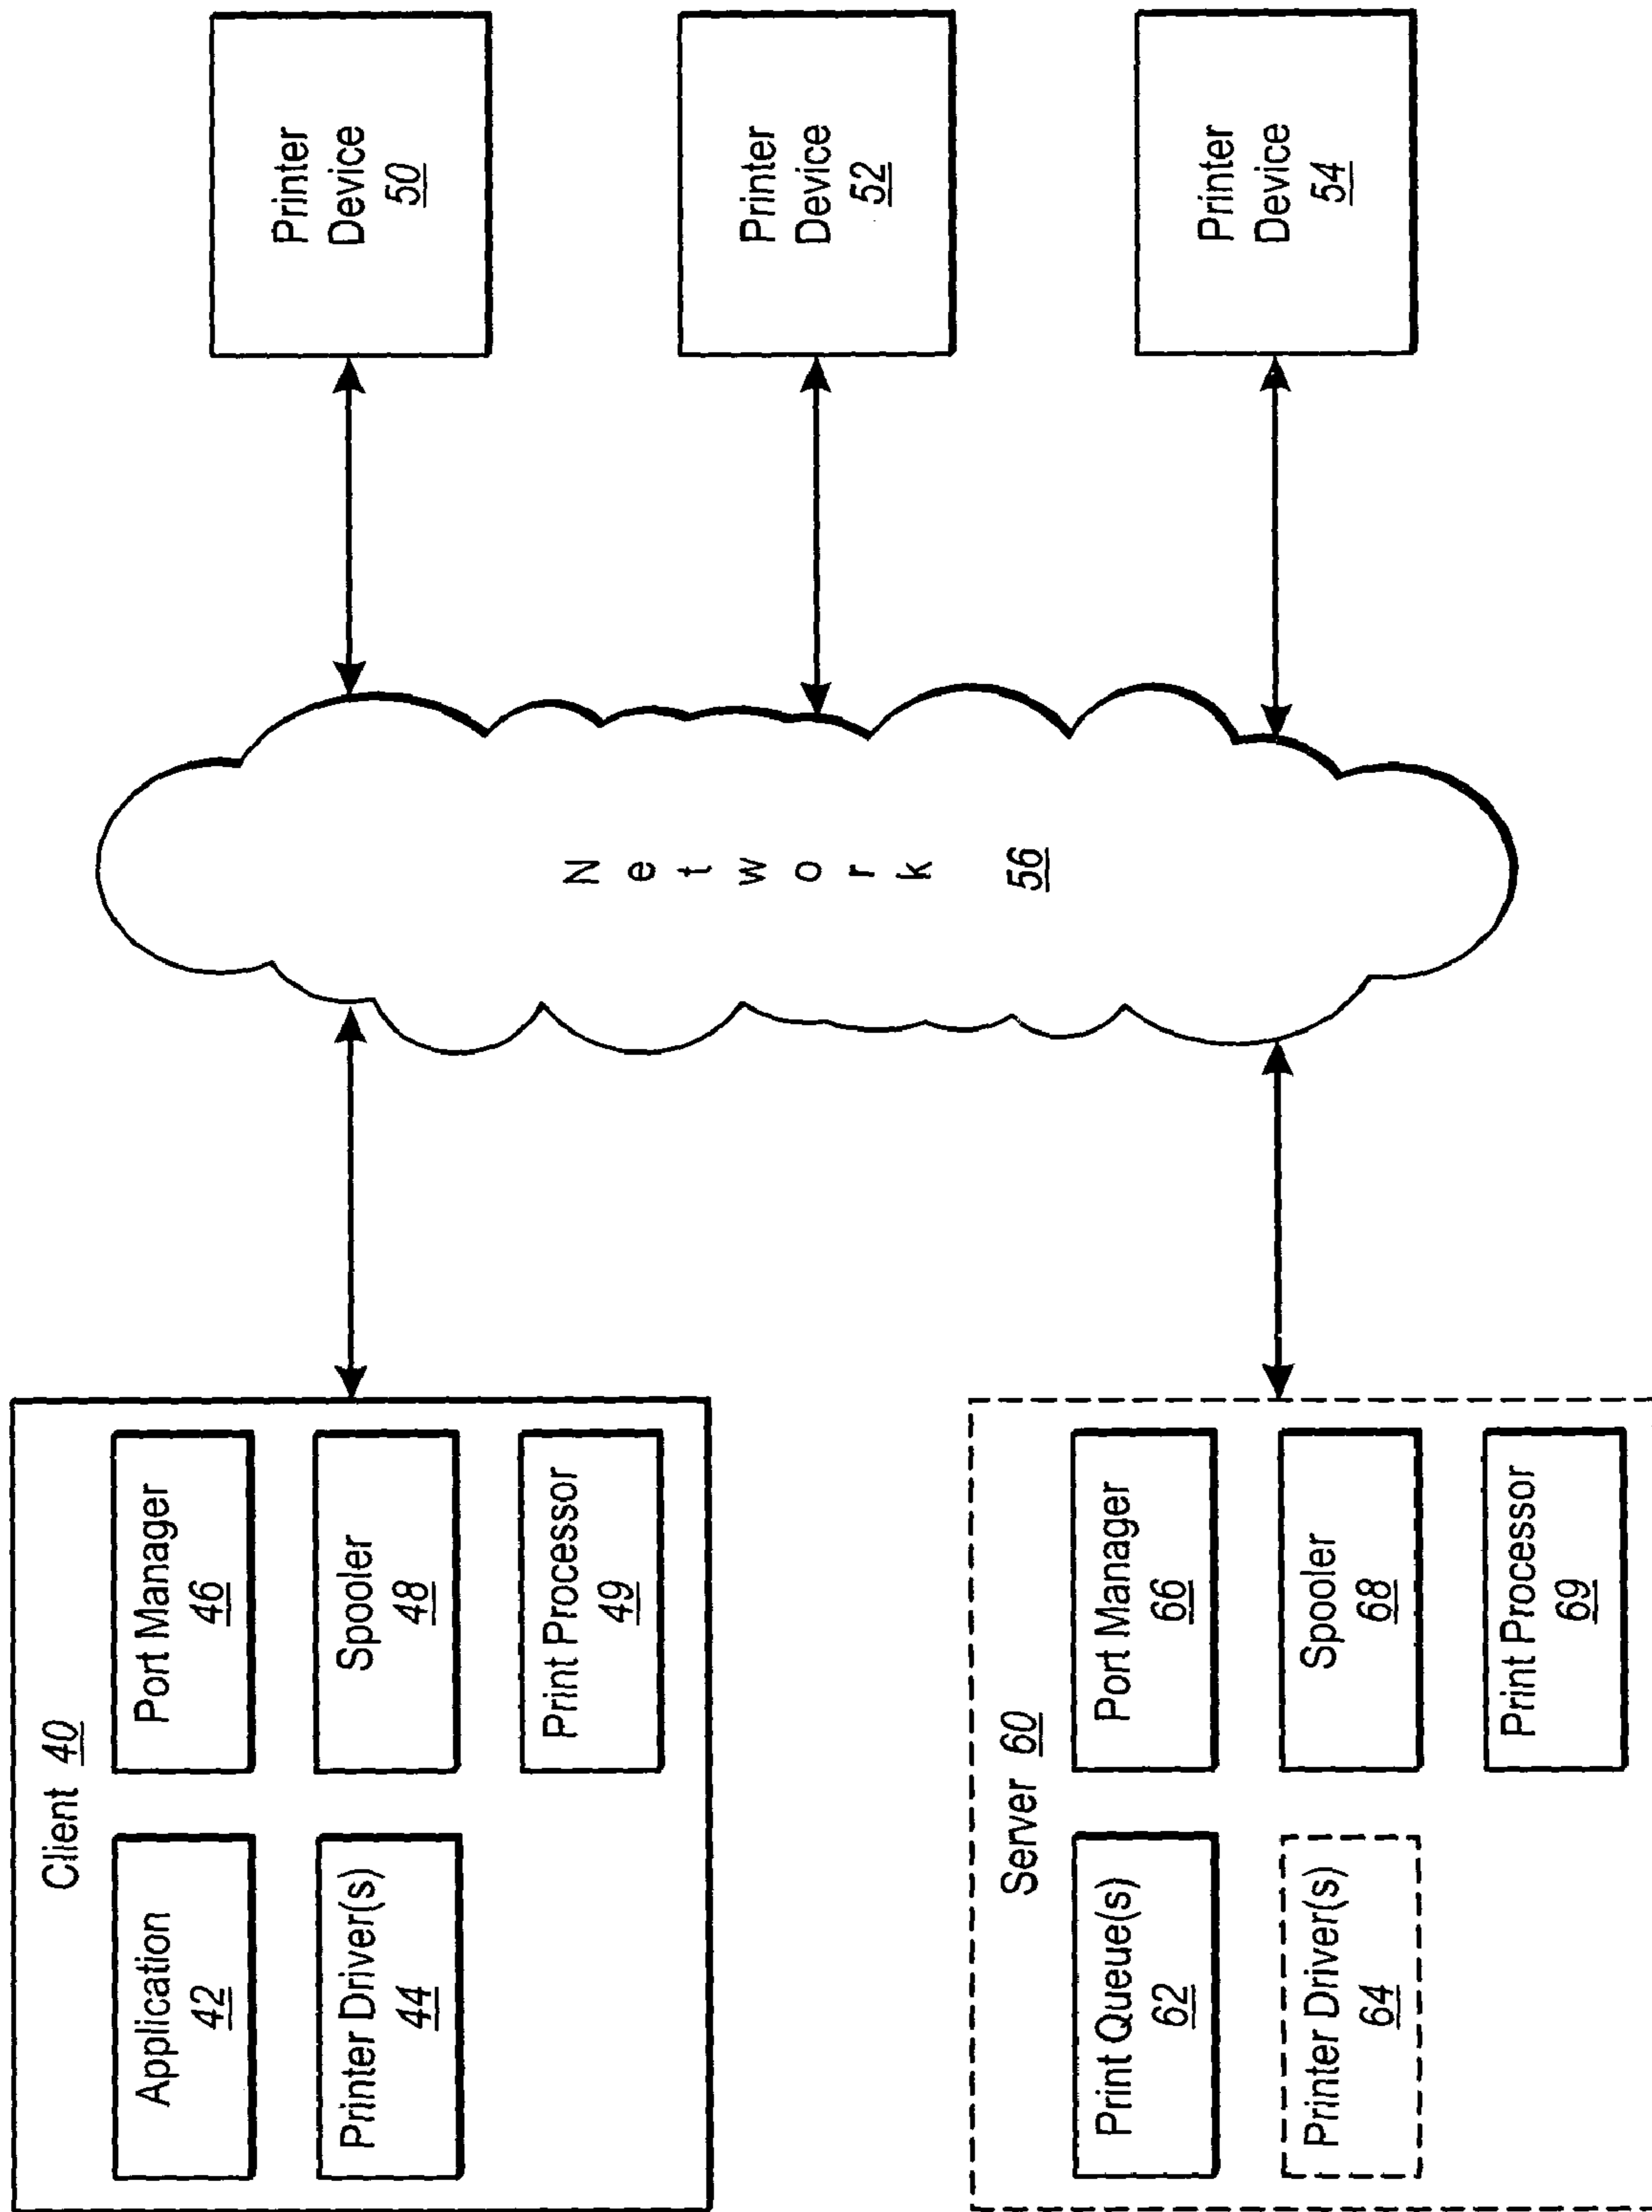 Client 40
Application
42
Port Manager
46
Printer Driver(s)
44
Spooler
48
Print Processor
49
Server 60
Print Queue(s)
62
Port Manager
66
Printer Driver(s)
64
Spooler
68
Print Processor
69
Network
56
Printer
Device
50
Printer
Device
52
Printer
Device
54